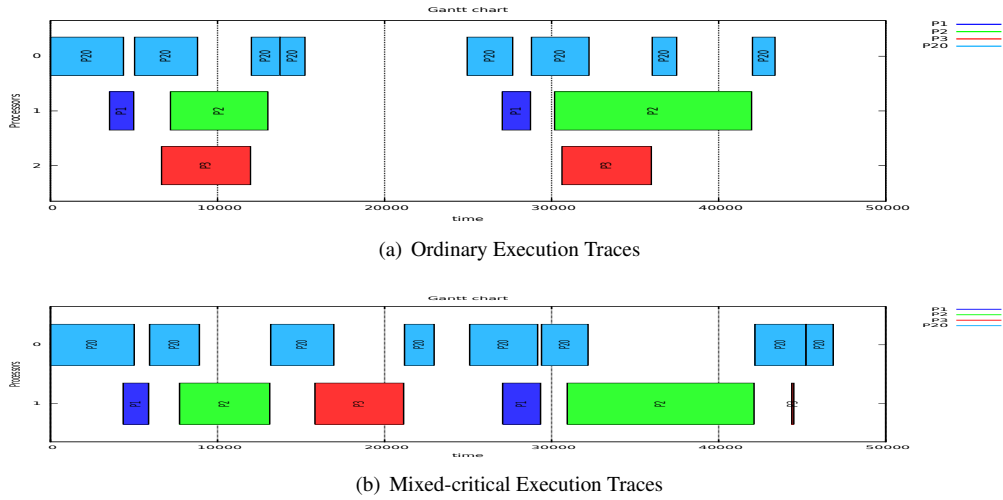 Gantt chart
P1
P2
P3
P20
Processors
0
P20 P20 P20 P20 P20 P20 P20 P20
1
P1 P2 P1 P2
2
P3 P3
0 10000 20000 30000 40000 50000
time
(a) Ordinary Execution Traces
Gantt chart
P1
P2
P3
P20
Processors
0
P20 P20 P20 P20 P20 P20 P20 P20
1
P1 P2 P3 P1 P2 P3
0 10000 20000 30000 40000 50000
time
(b) Mixed-critical Execution Traces